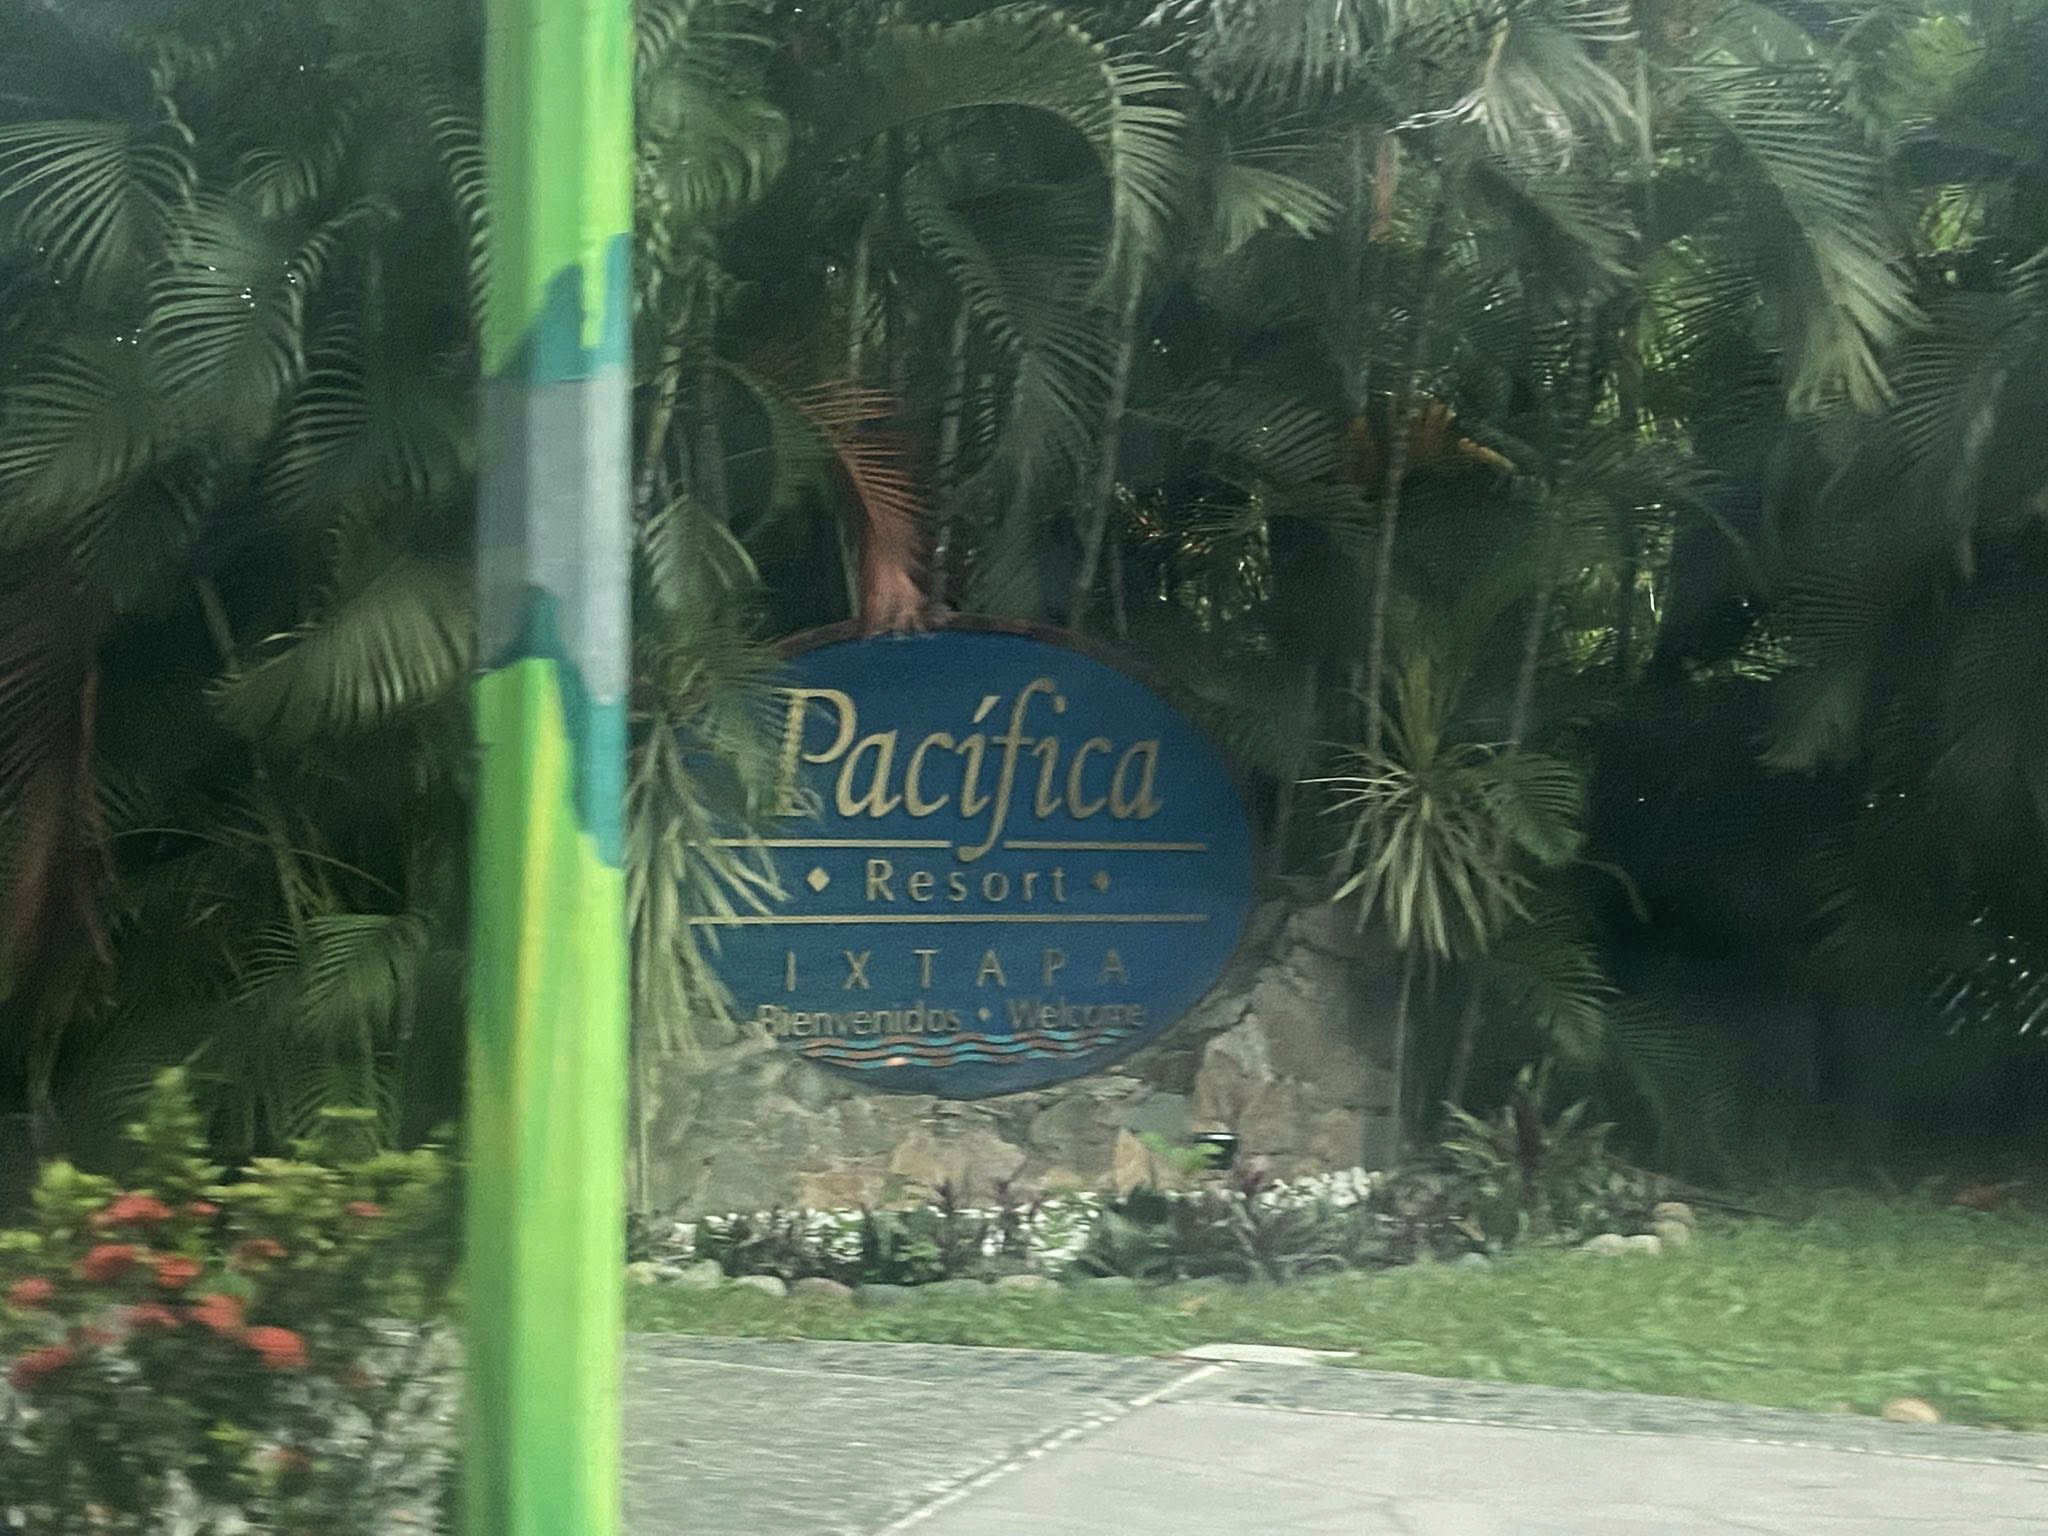 Pacífica
Resort
IXTAPA
Bienvenidos • Welcome